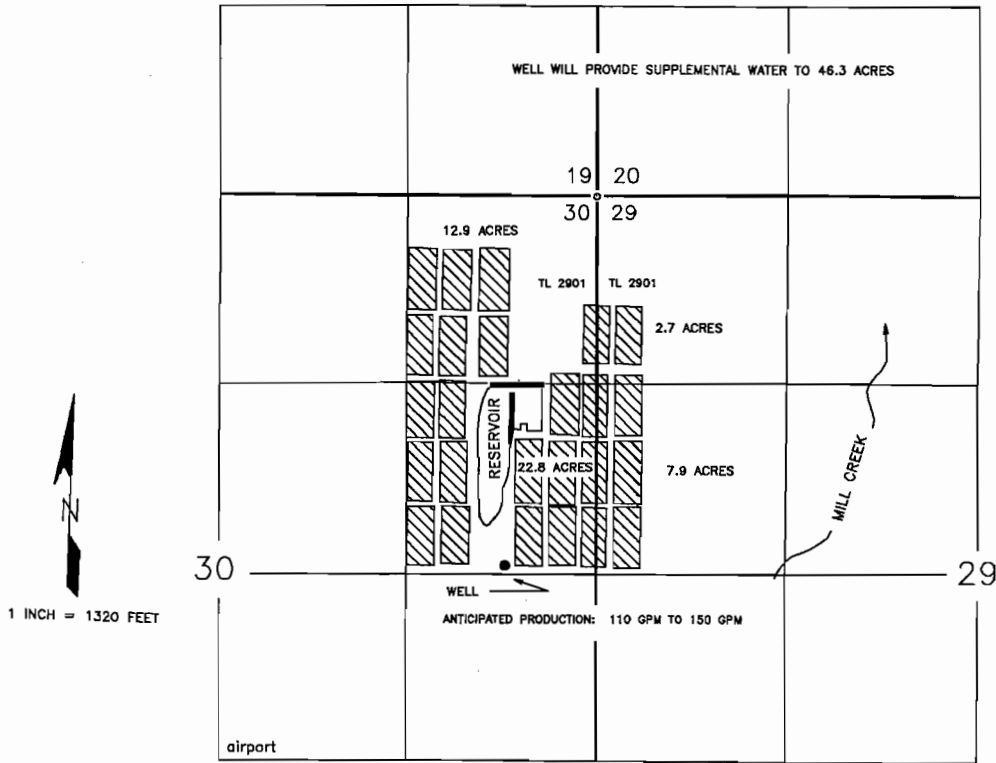 WELL WILL PROVIDE SUPPLEMENTAL WATER TO 46.3 ACRES
19 20
30 29
12.9 ACRES
TL 2901 TL 2901
2.7 ACRES
RESERVOIR
22.8 ACRES
7.9 ACRES
MILL CREEK
N
30
29
WELL
1 INCH = 1320 FEET
ANTICIPATED PRODUCTION: 110 GPM TO 150 GPM
airport